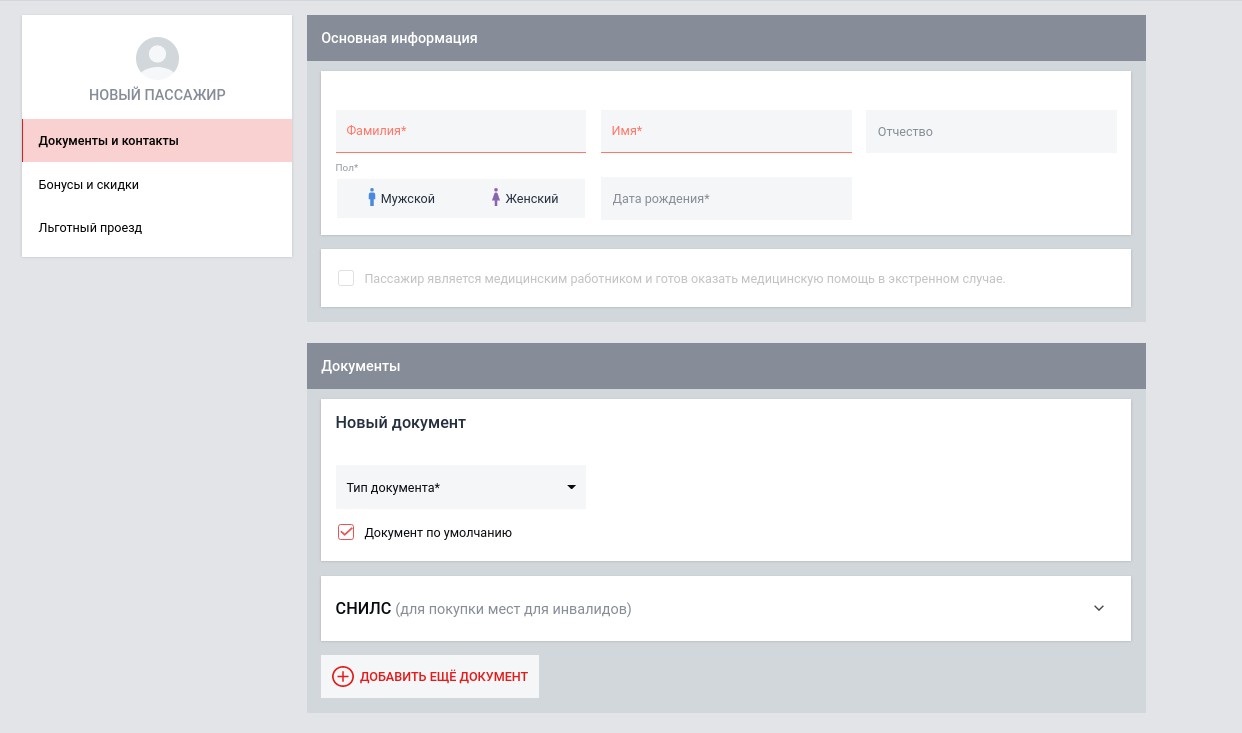 НОВЫЙ ПАССАЖИР
Документы и контакты
Бонусы и скидки
Льготный проезд
Основная информация
Фамилия*
Имя*
Отчество
Пол*
Мужской
Женский
Дата рождения*
Пассажир является медицинским работником и готов оказать медицинскую помощь в экстренном случае.
Документы
Новый документ
Тип документа*
Документ по умолчанию
СНИЛС (для покупки мест для инвалидов)
ДОБАВИТЬ ЕЩЁ ДОКУМЕНТ